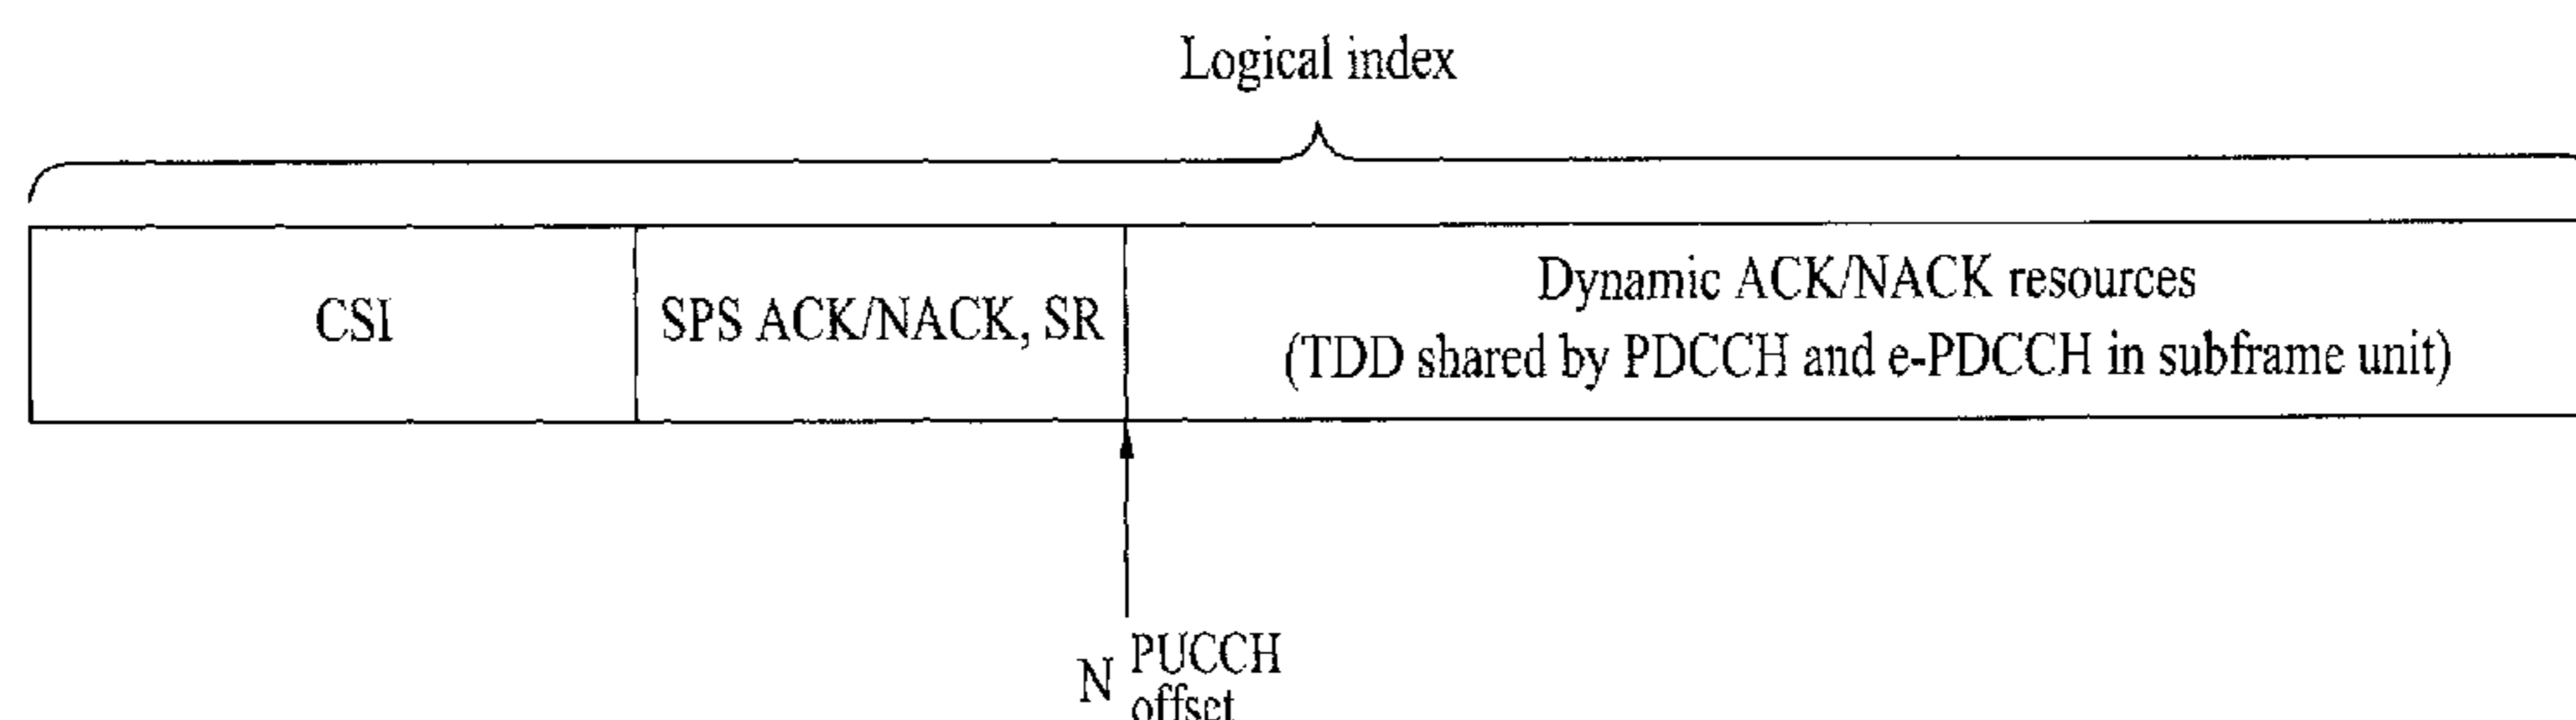 Logical index
CSI
SPS ACK/NACK, SR
Dynamic ACK/NACK resources
(TDD shared by PDCCH and e-PDCCH in subframe unit)
N PUCCH
offset